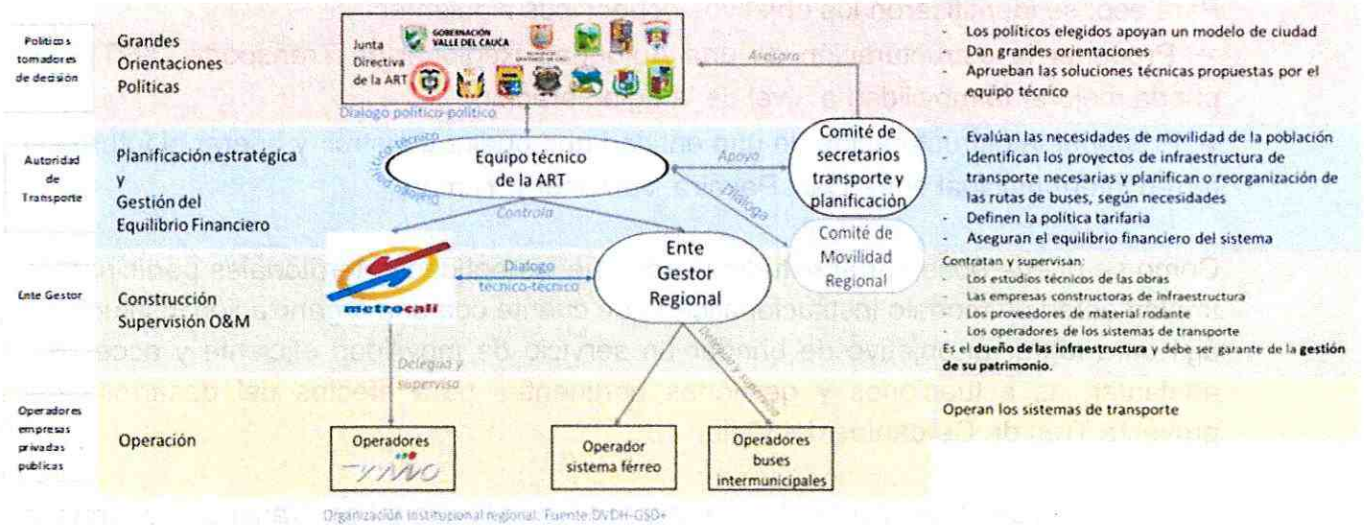 Políticos
tomadores
de decisión
Grandes
Orientaciones
Políticas
Junta
Directiva
de la ART
GOBERNACIÓN
VALLE DEL CAUCA
Asesora
- Los políticos elegidos apoyan un modelo de ciudad
- Dan grandes orientaciones
- Aprueban las soluciones técnicas propuestas por el
equipo técnico
Dialogo político-político
Autoridad
de
Transporte
Planificación estratégica
y
Gestión del
Equilibrio Financiero
Equipo técnico
de la ART
Controla
Apoya
Dialoga
Comité de
secretarios
transporte y
planificación
Comité de
Movilidad
Regional
- Evalúan las necesidades de movilidad de la población
- Identifican los proyectos de infraestructura de
transporte necesarias y planifican o reorganización de
las rutas de buses, según necesidades
- Definen la política tarifaria
- Aseguran el equilibrio financiero del sistema
Ente Gestor
Construcción
Supervisión O&M
metrocali
Dialogo
técnico-técnico
Ente
Gestor
Regional
Contratan y supervisan:
- Los estudios técnicos de las obras
- Las empresas constructoras de infraestructura
- Los proveedores de material rodante
- Los operadores de los sistemas de transporte
Es el dueño de las infraestructura y debe ser garante de la gestión
de su patrimonio.
Delegua y
supervisa
Operadores
empresas
privadas
publicas
Operación
Operadores
Operador
sistema férreo
Operadores
buses
intermunicipales
Operan los sistemas de transporte
Organización institucional regional. Fuente DVDH-GSD+